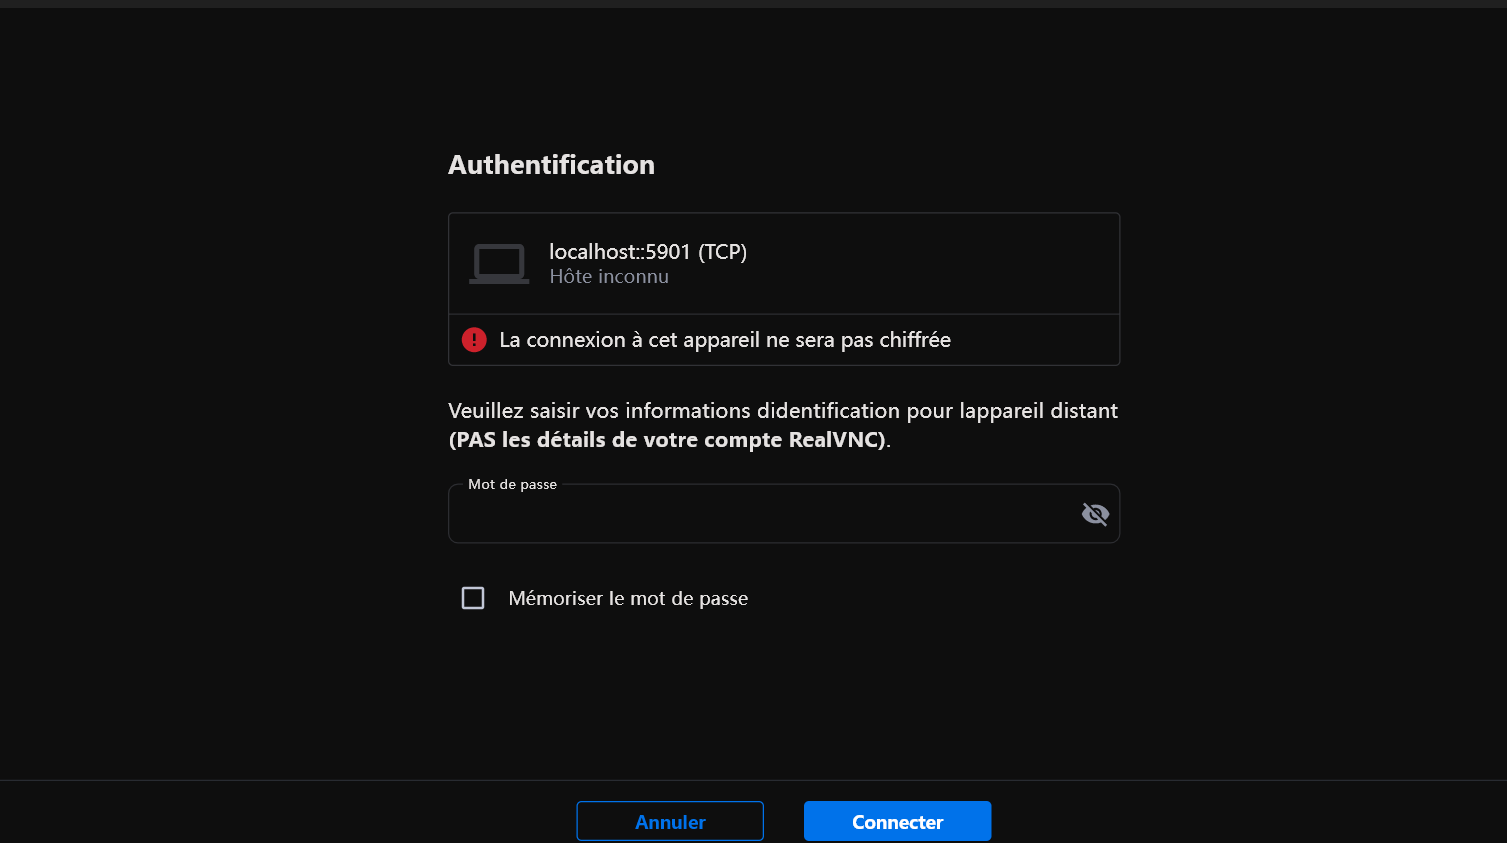 Authentification
localhost::5901 (TCP)
Hôte inconnu
La connexion à cet appareil ne sera pas chiffrée
Veuillez saisir vos informations didentification pour lappareil distant
(PAS les détails de votre compte RealVNC).
Mot de passe
Mémoriser le mot de passe
Annuler
Connecter